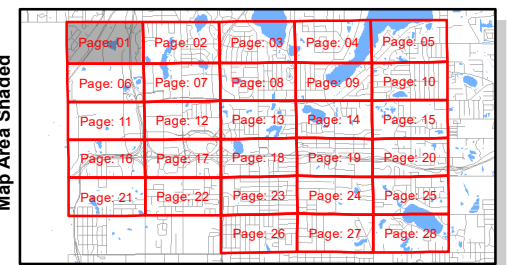 Map Area Shaded
Page: 01 Page: 02 Page: 03 Page: 04 Page: 05
Page: 06 Page: 07 Page: 08 Page: 09 Page: 10
Page: 11 Page: 12 Page: 13 Page: 14 Page: 15
Page: 16 Page: 17 Page: 18 Page: 19 Page: 20
Page: 21 Page: 22 Page: 23 Page: 24 Page: 25
Page: 26 Page: 27 Page: 28